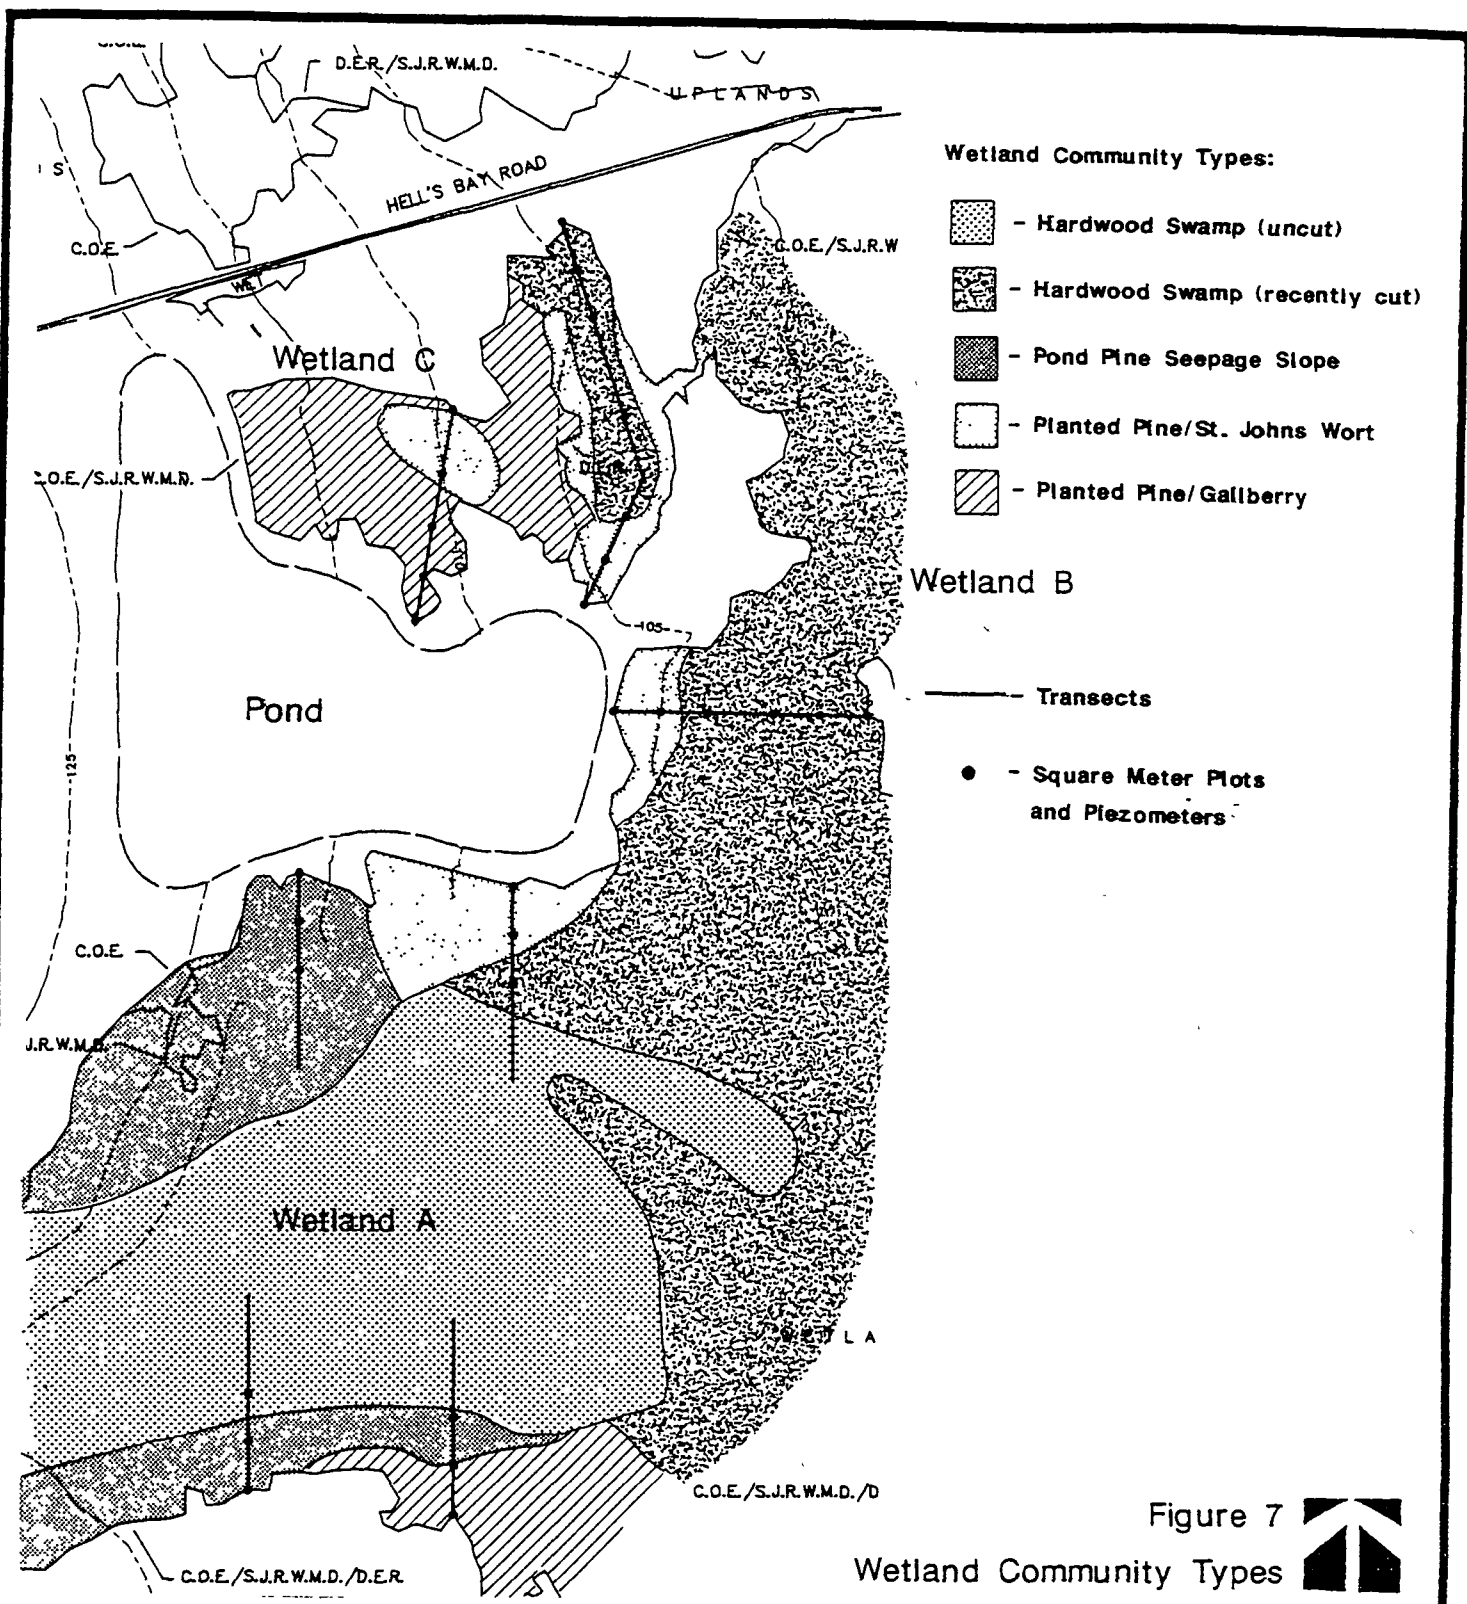 D.E.R./S.J.R.W.M.D.
UPLANDS
I S
HELL'S BAY ROAD
C.O.E.
C.O.E./S.J.R.W
WET
Wetland C
C.O.E./S.J.R.W.M.D.
D.E.R.
Wetland B
-105-
Pond
-125-
C.O.E.
J.R.W.M.D.
Wetland A
W E T L A
C.O.E./S.J.R.W.M.D./D
C.O.E./S.J.R.W.M.D./D.E.R.
Wetland Community Types:
- Hardwood Swamp (uncut)
- Hardwood Swamp (recently cut)
- Pond Pine Seepage Slope
- Planted Pine/St. Johns Wort
- Planted Pine/Gallberry
- Transects
- Square Meter Plots
and Piezometers
Figure 7
Wetland Community Types